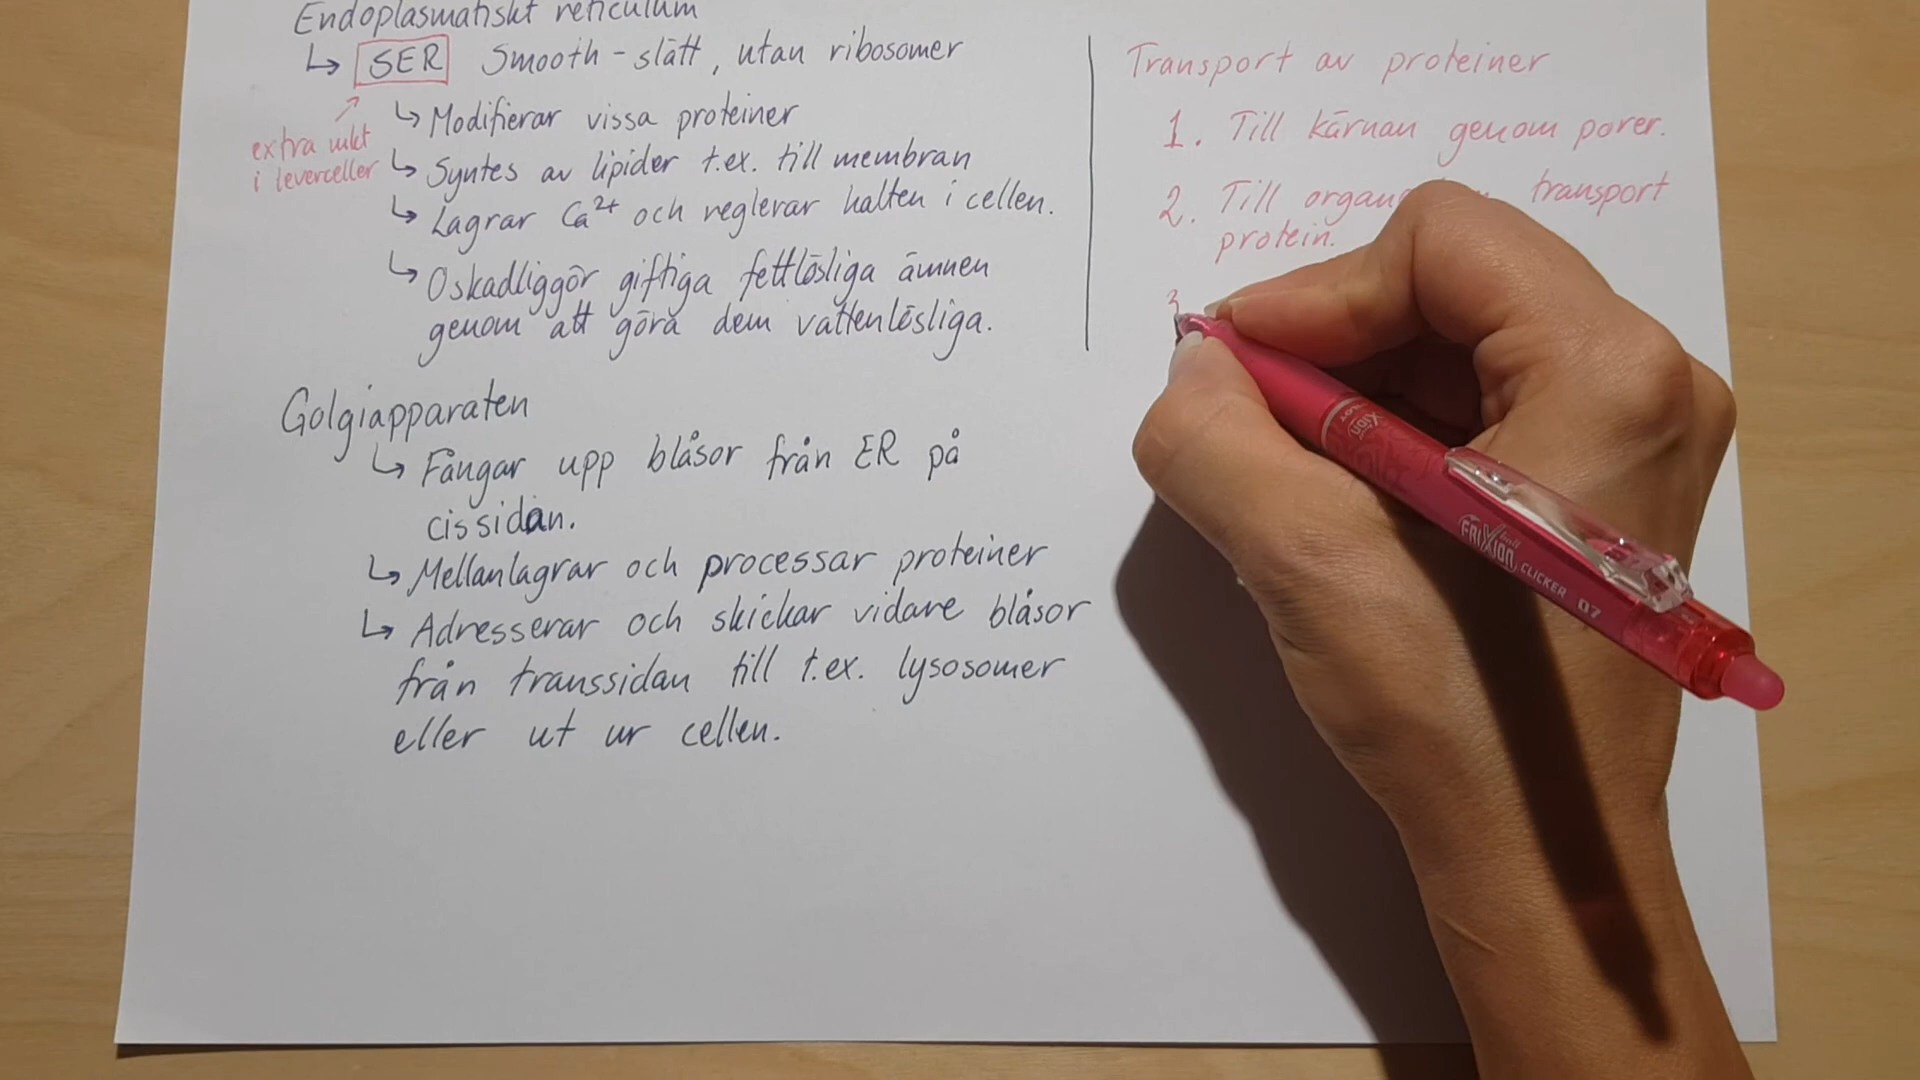 Endoplasmatiskt reticulum
↳ SER Smooth - slätt, utan ribosomer
extra vikt
i leverceller
↳ Modifierar vissa proteiner
↳ Syntes av lipider t.ex. till membran
↳ Lagrar Ca²⁺ och reglerar halten i cellen.
↳ Oskadliggör giftiga fettlösliga ämnen
genom att göra dem vattenlösliga.
Golgiapparaten
↳ Fångar upp blåsor från ER på
cissidan.
↳ Mellanlagrar och processar proteiner
↳ Adresserar och skickar vidare blåsor
från transsidan till t.ex. lysosomer
eller ut ur cellen.
Transport av proteiner
1. Till kärnan genom porer.
2. Till transport
protein.
3
PILOT
FRIXION ball CLICKER 07